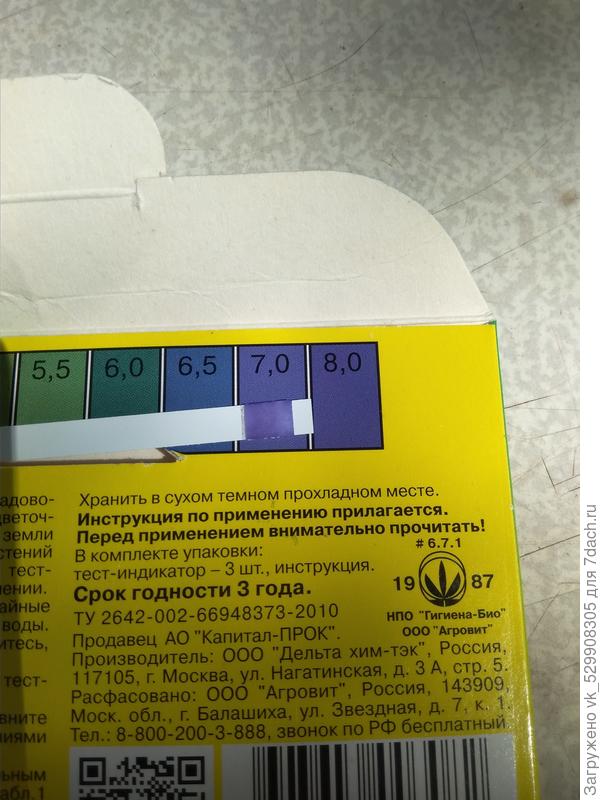 5,5 6,0 6,5 7,0 8,0
Хранить в сухом темном прохладном месте.
Инструкция по применению прилагается.
Перед применением внимательно прочитать!
В комплекте упаковки:
тест-индикатор – 3 шт., инструкция.
Срок годности 3 года.
ТУ 2642-002-66948373-2010
Продавец АО "Капитал-ПРОК".
Производитель: ООО "Дельта хим-тэк", Россия,
117105, г. Москва, ул. Нагатинская, д. 3 А, стр. 5.
Расфасовано: ООО "Агровит", Россия, 143909,
Моск. обл., г. Балашиха, ул. Звездная, д. 7, к. 1.
Тел.: 8-800-200-3-888, звонок по РФ бесплатный.
# 6.7.1
19 87
НПО "Гигиена-Био"
ООО "Агровит"
земли
тест-
воды.
тест-
Загружено vk_529908305 для 7dach.ru